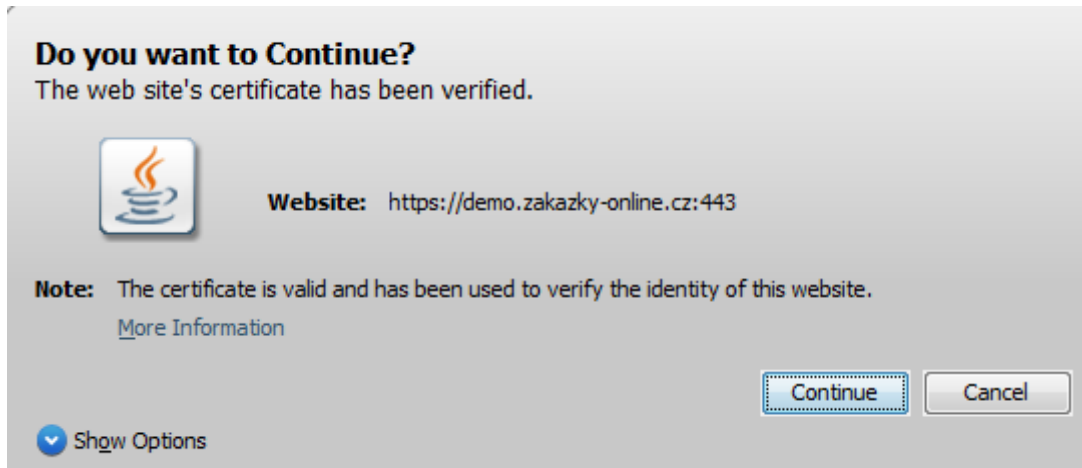 Do you want to Continue?
The web site's certificate has been verified.
Website: https://demo.zakazky-online.cz:443
Note: The certificate is valid and has been used to verify the identity of this website.
More Information
Continue Cancel
Show Options